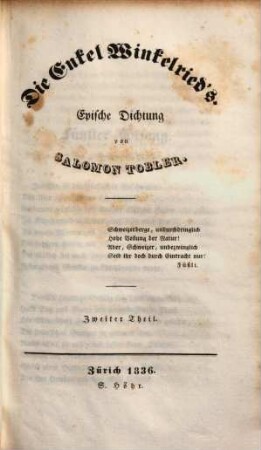 Die Enkel Winkelried's.
Epische Dichtung
von
SALOMON TOBLER.
Schweizerberge, undurchdringlich
Hohe Vestung der Natur!
Aber, Schweizer, unbezwinglich
Seid ihr doch durch Eintracht nur!
Füßli.
Zweiter Theil.
Zürich 1836.
S. Höhr.